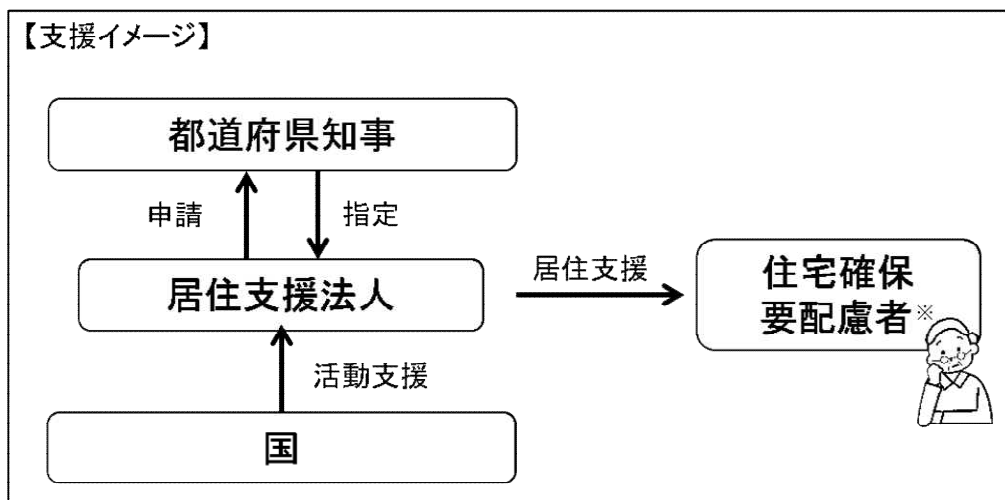 【支援イメージ】
都道府県知事
申請
指定
居住支援法人
居住支援
住宅確保
要配慮者※
活動支援
国